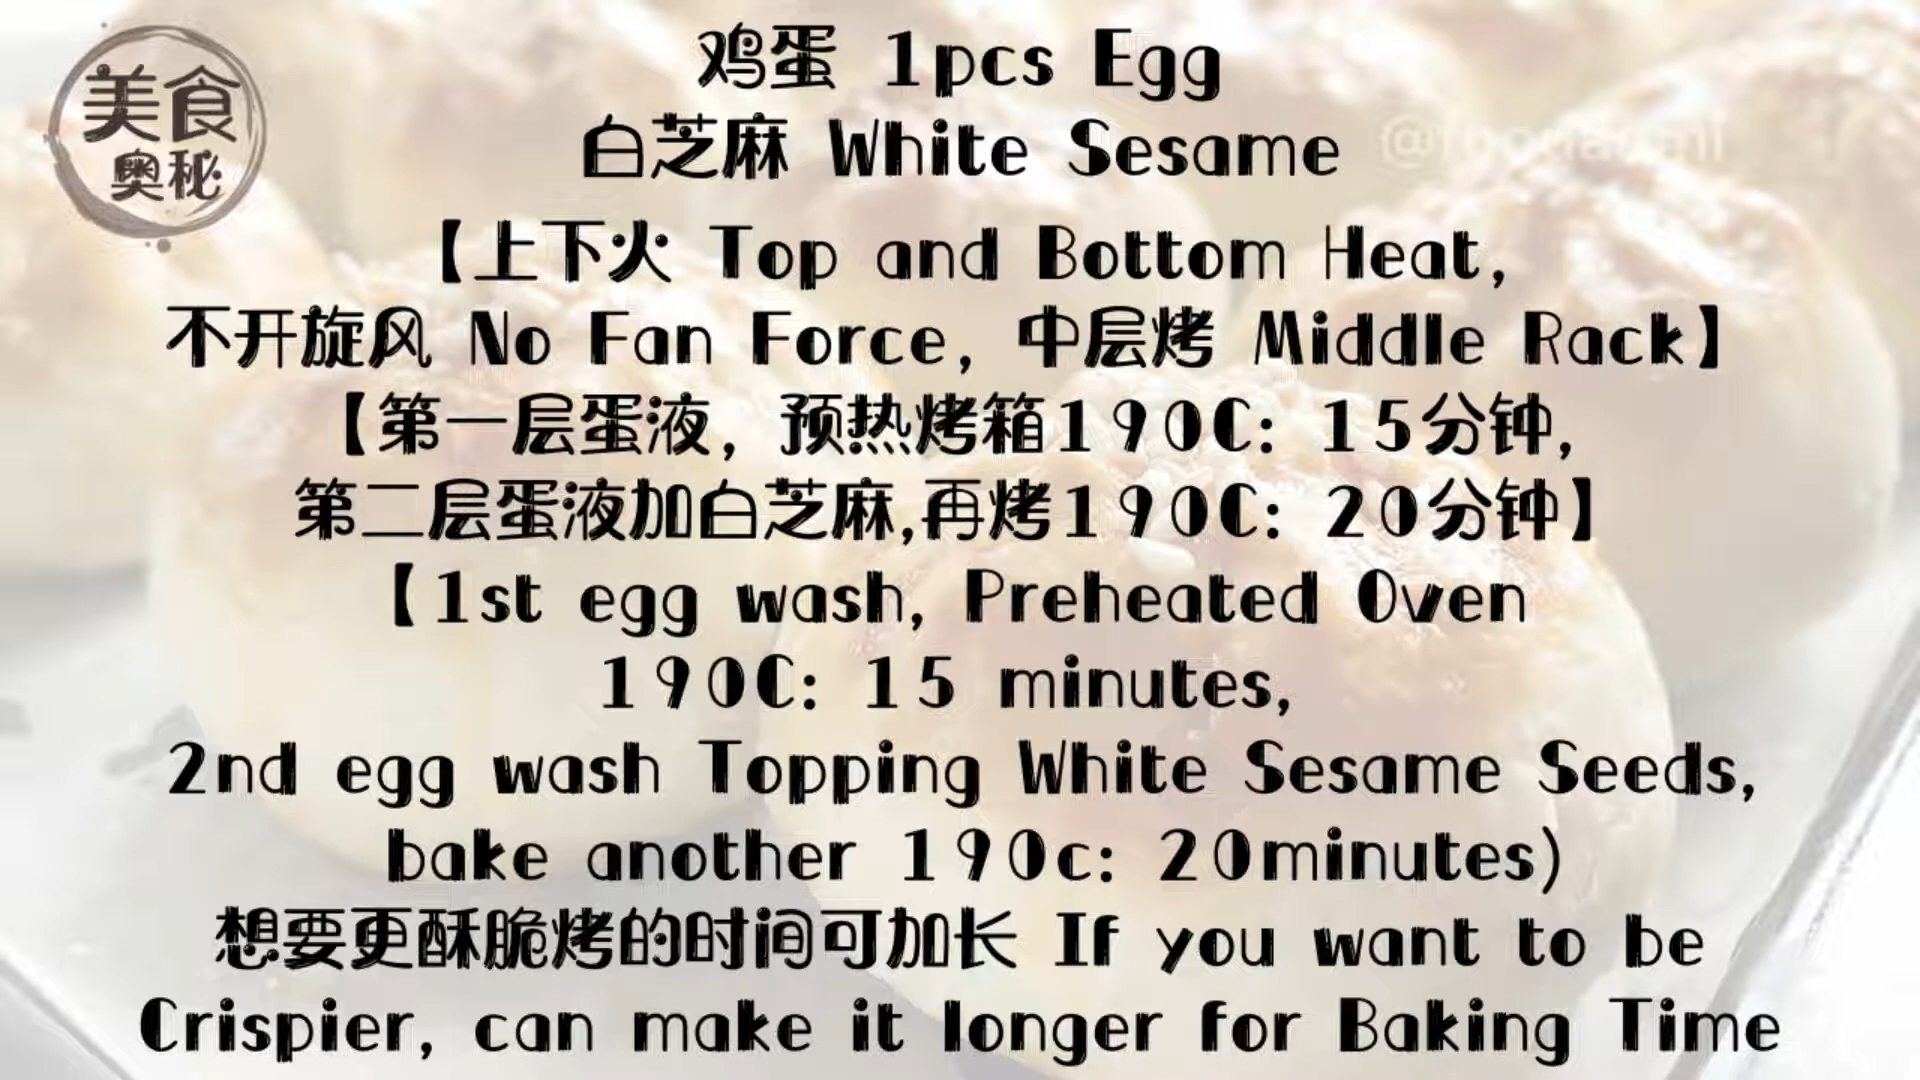 美食
奥秘
鸡蛋 1pcs Egg
白芝麻 White Sesame
【上下火 Top and Bottom Heat,
不开旋风 No Fan Force, 中层烤 Middle Rack】
【第一层蛋液, 预热烤箱190C: 15分钟,
第二层蛋液加白芝麻,再烤190C: 20分钟】
【1st egg wash, Preheated Oven
190C: 15 minutes,
2nd egg wash Topping White Sesame Seeds,
bake another 190c: 20minutes)
想要更酥脆烤的时间可加长 If you want to be
Crispier, can make it longer for Baking Time